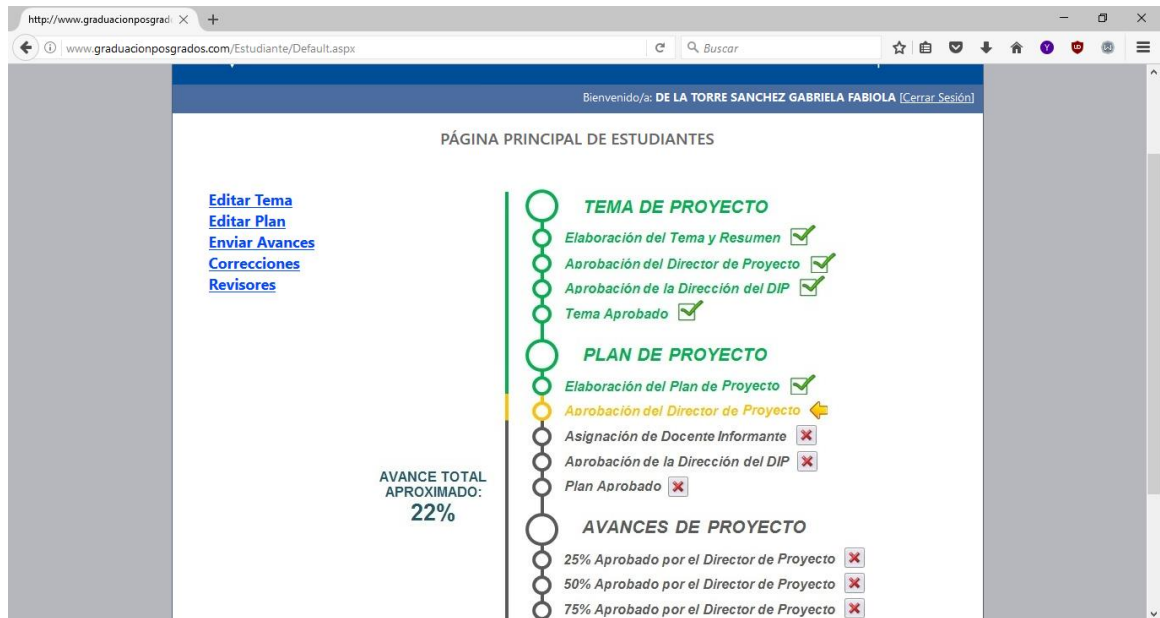 http://www.graduacionposgrad
www.graduacionposgrados.com/Estudiante/Default.aspx
Buscar
Bienvenido/a: DE LA TORRE SANCHEZ GABRIELA FABIOLA [Cerrar Sesión]
PÁGINA PRINCIPAL DE ESTUDIANTES
Editar Tema
Editar Plan
Enviar Avances
Correcciones
Revisores
AVANCE TOTAL
APROXIMADO:
22%
TEMA DE PROYECTO
Elaboración del Tema y Resumen
Aprobación del Director de Proyecto
Aprobación de la Dirección del DIP
Tema Aprobado
PLAN DE PROYECTO
Elaboración del Plan de Proyecto
Aprobación del Director de Proyecto
Asignación de Docente Informante
Aprobación de la Dirección del DIP
Plan Aprobado
AVANCES DE PROYECTO
25% Aprobado por el Director de Proyecto
50% Aprobado por el Director de Proyecto
75% Aprobado por el Director de Proyecto